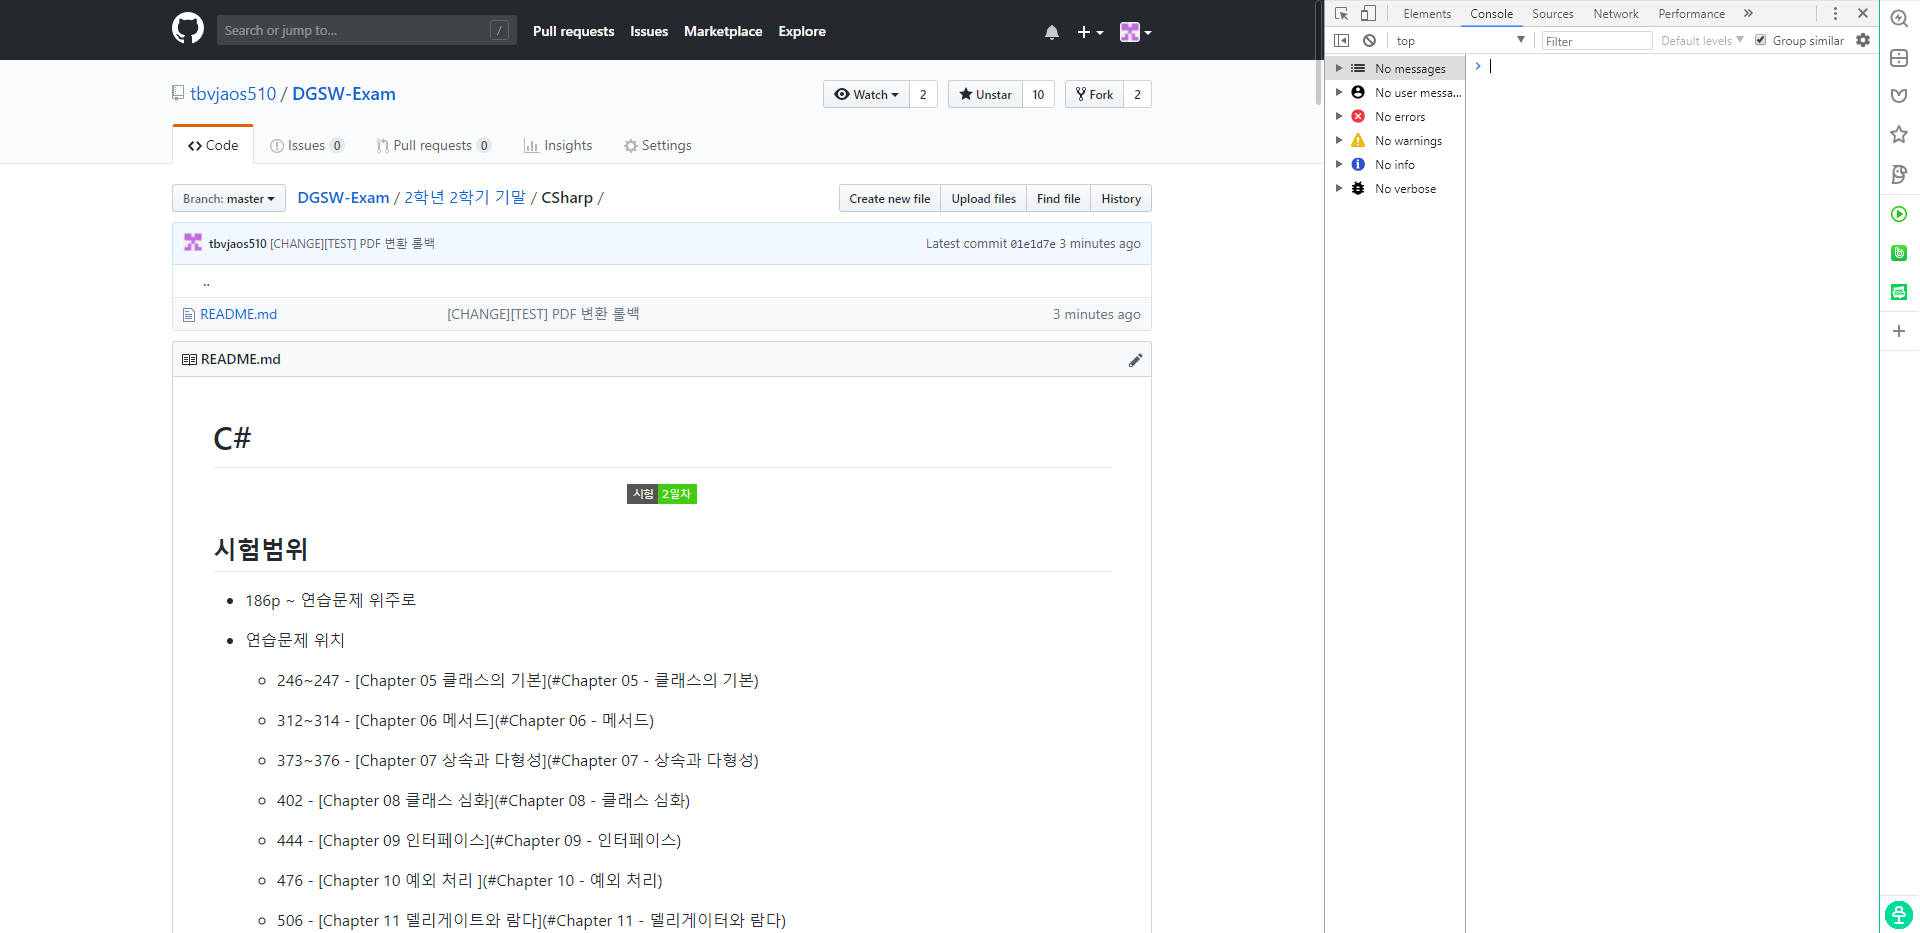 Search or jump to... /
Pull requests Issues Marketplace Explore
tbvjaos510 / DGSW-Exam
Watch 2 Unstar 10 Fork 2
Code Issues 0 Pull requests 0 Insights Settings
Branch: master DGSW-Exam / 2학년 2학기 기말 / CSharp /
Create new file Upload files Find file History
tbvjaos510 [CHANGE][TEST] PDF 변환 롤백 Latest commit 01e1d7e 3 minutes ago
..
README.md [CHANGE][TEST] PDF 변환 롤백 3 minutes ago
README.md
C#
시험 2일차
시험범위
186p ~ 연습문제 위주로
연습문제 위치
246~247 - [Chapter 05 클래스의 기본](#Chapter 05 - 클래스의 기본)
312~314 - [Chapter 06 메서드](#Chapter 06 - 메서드)
373~376 - [Chapter 07 상속과 다형성](#Chapter 07 - 상속과 다형성)
402 - [Chapter 08 클래스 심화](#Chapter 08 - 클래스 심화)
444 - [Chapter 09 인터페이스](#Chapter 09 - 인터페이스)
476 - [Chapter 10 예외 처리 ](#Chapter 10 - 예외 처리)
506 - [Chapter 11 델리게이트와 람다](#Chapter 11 - 델리게이터와 람다)
Elements Console Sources Network Performance »
top Filter Default levels Group similar
No messages
No user messa...
No errors
No warnings
No info
No verbose